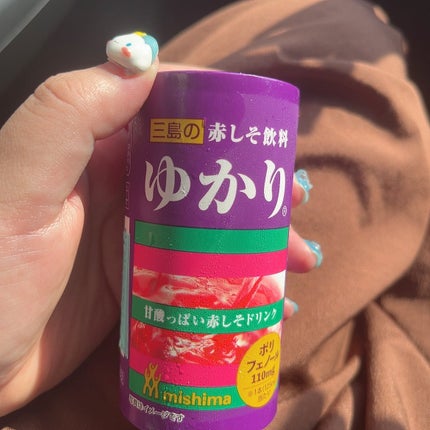 三島の 赤しそ飲料
ゆかり®
甘酸っぱい赤しそドリンク
ポリ
フェノール
110mg
mishima